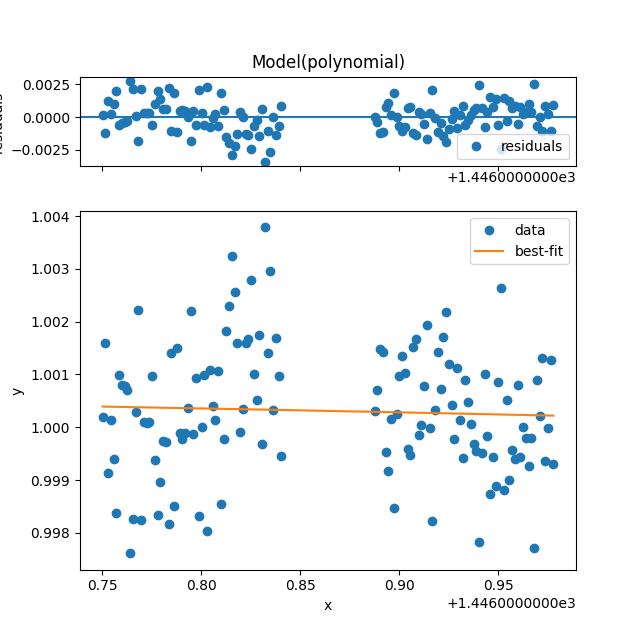 Model(polynomial)
0.0025
0.0000
−0.0025
residuals
residuals
+1.4460000000e3
1.004
1.003
1.002
1.001
1.000
0.999
0.998
y
data
best-fit
0.75
0.80
0.85
0.90
0.95
x
+1.4460000000e3